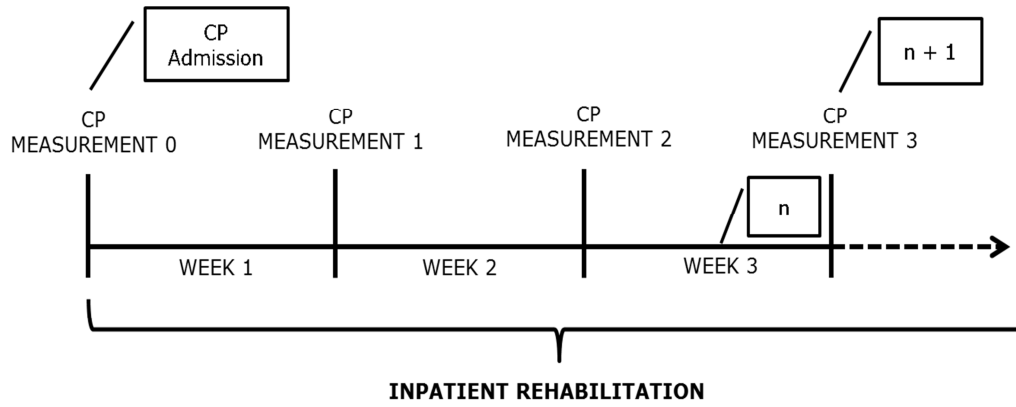 CP
Admission
n + 1
CP
MEASUREMENT 0
CP
MEASUREMENT 1
CP
MEASUREMENT 2
CP
MEASUREMENT 3
n
WEEK 1
WEEK 2
WEEK 3
INPATIENT REHABILITATION